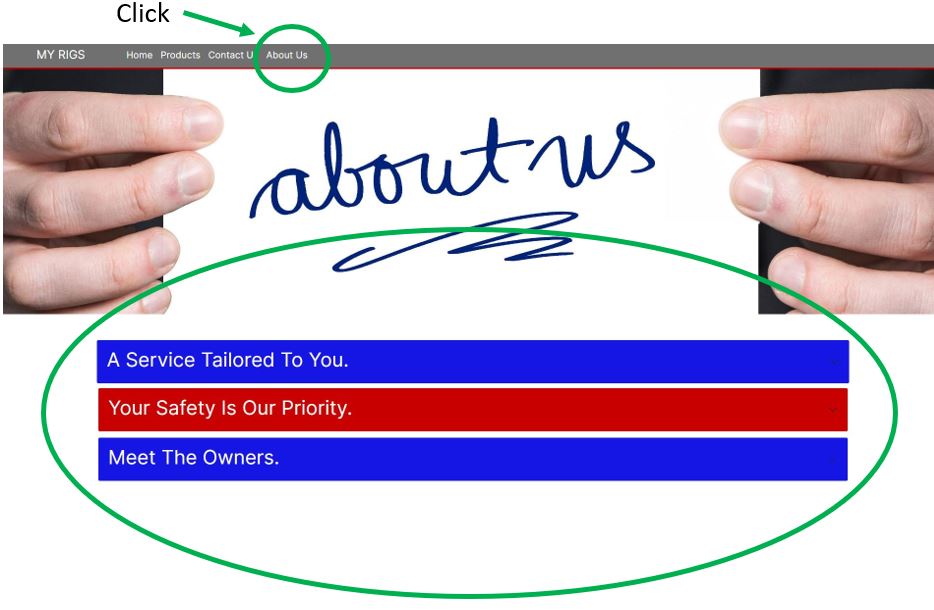 Click
MY RIGS Home Products Contact U About Us
about us
A Service Tailored To You.
Your Safety Is Our Priority.
Meet The Owners.